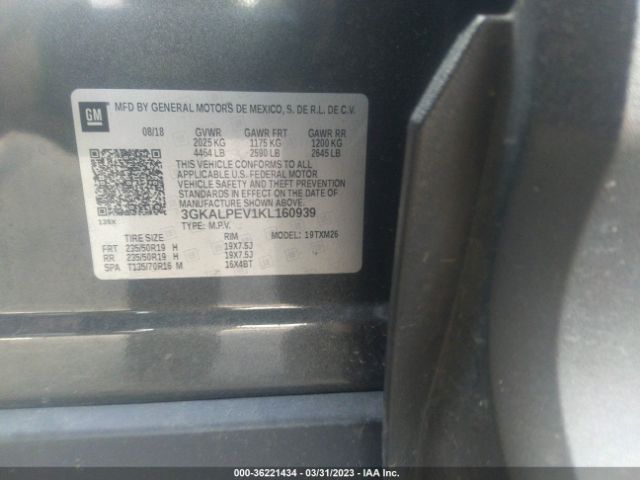 GM
MFD BY GENERAL MOTORS DE MEXICO, S. DE R.L. DE C.V.
08/18 GVWR GAWR FRT GAWR RR
2025 KG 1175 KG 1200 KG
4464 LB 2590 LB 2645 LB
THIS VEHICLE CONFORMS TO ALL
APPLICABLE U.S. FEDERAL MOTOR
VEHICLE SAFETY AND THEFT PREVENTION
STANDARDS IN EFFECT ON THE DATE OF
MANUFACTURE SHOWN ABOVE.
3GKALPEV1KL160939
TYPE: M.P.V.
TIRE SIZE RIM MODEL: 19TXM26
FRT 235/50R19 H 19X7.5J
RR 235/50R19 H 19X7.5J
SPA T135/70R16 M 16X4BT
000-36221434 // 03/31/2023 // IAA Inc.